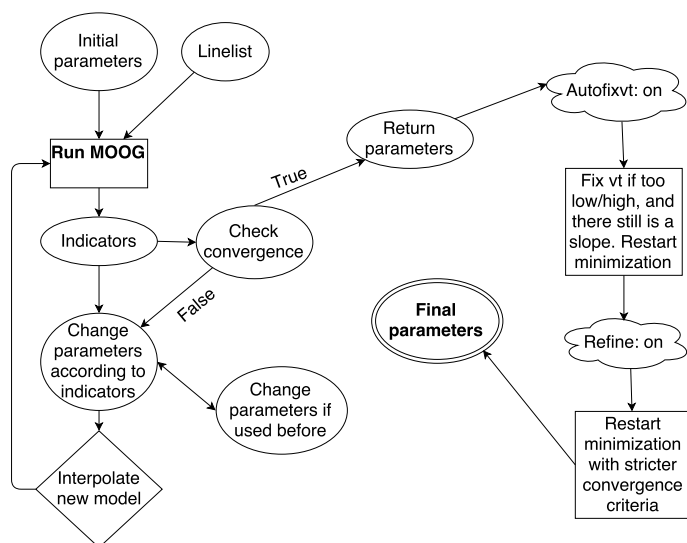 Initial
parameters
Linelist
Run MOOG
Indicators
Check
convergence
True
False
Return
parameters
Change
parameters
according to
indicators
Change
parameters if
used before
Interpolate
new model
Autofixvt: on
Fix vt if too
low/high, and
there still is a
slope. Restart
minimization
Refine: on
Restart
minimization
with stricter
convergence
criteria
Final
parameters